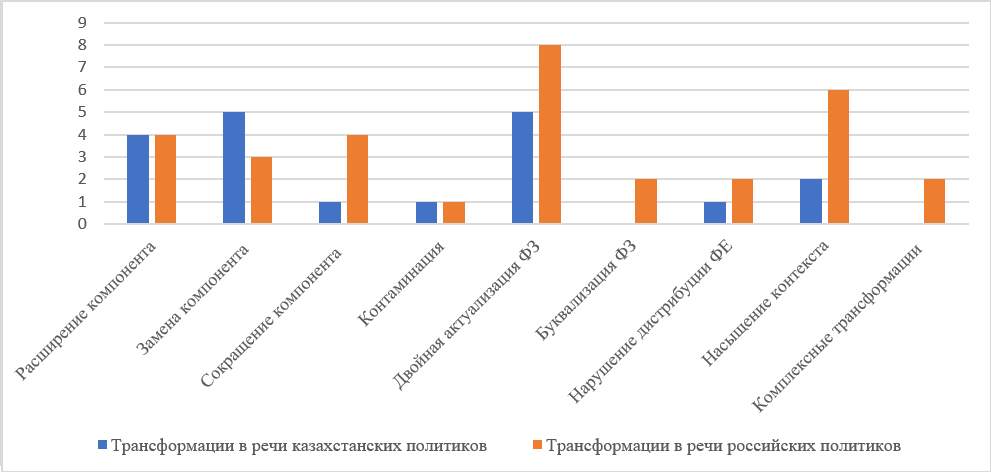 9
8
7
6
5
4
3
2
1
0
Расширение компонента
Замена компонента
Сокращение компонента
Контаминация
Двойная актуализация ФЗ
Буквализация ФЗ
Нарушение дистрибуции ФЕ
Насыщение контекста
Комплексные трансформации
Трансформации в речи казахстанских политиков
Трансформации в речи российских политиков